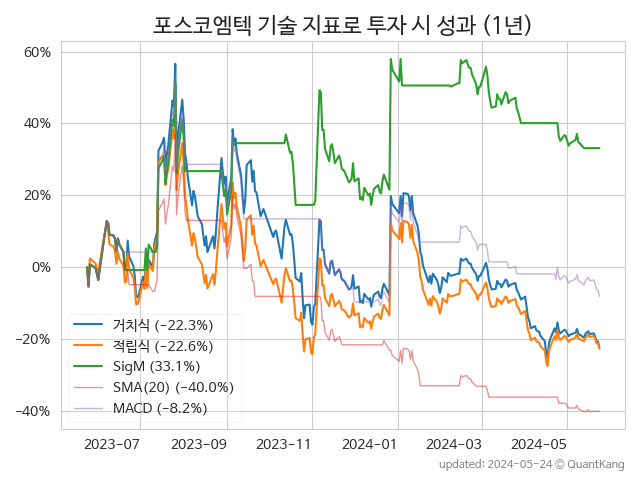 포스코엠텍 기술 지표로 투자 시 성과 (1년)
60%
40%
20%
0%
−20%
−40%
거치식 (−22.3%)
적립식 (−22.6%)
SigM (33.1%)
SMA(20) (−40.0%)
MACD (−8.2%)
2023−07 2023−09 2023−11 2024−01 2024−03 2024−05
updated: 2024−05−24 © QuantKang